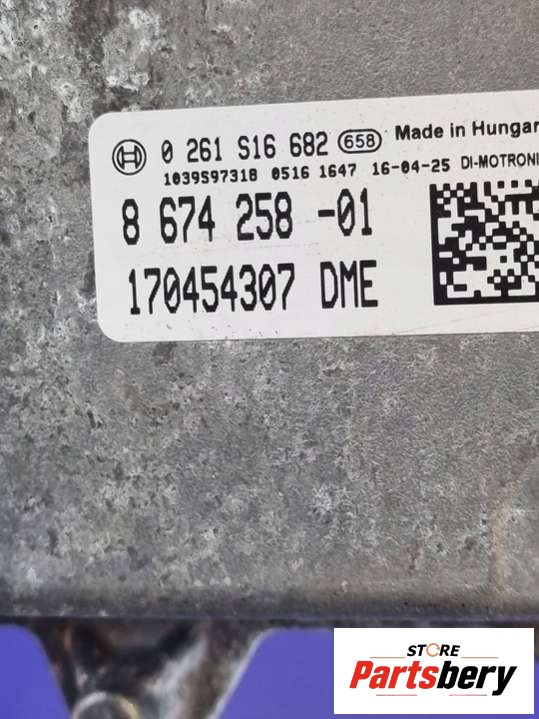 0 261 S16 682 658 Made in Hungar
1039S97318 0516 1647 16-04-25 DI-MOTRONI
8 674 258 -01
170454307 DME
STORE
Partsbery